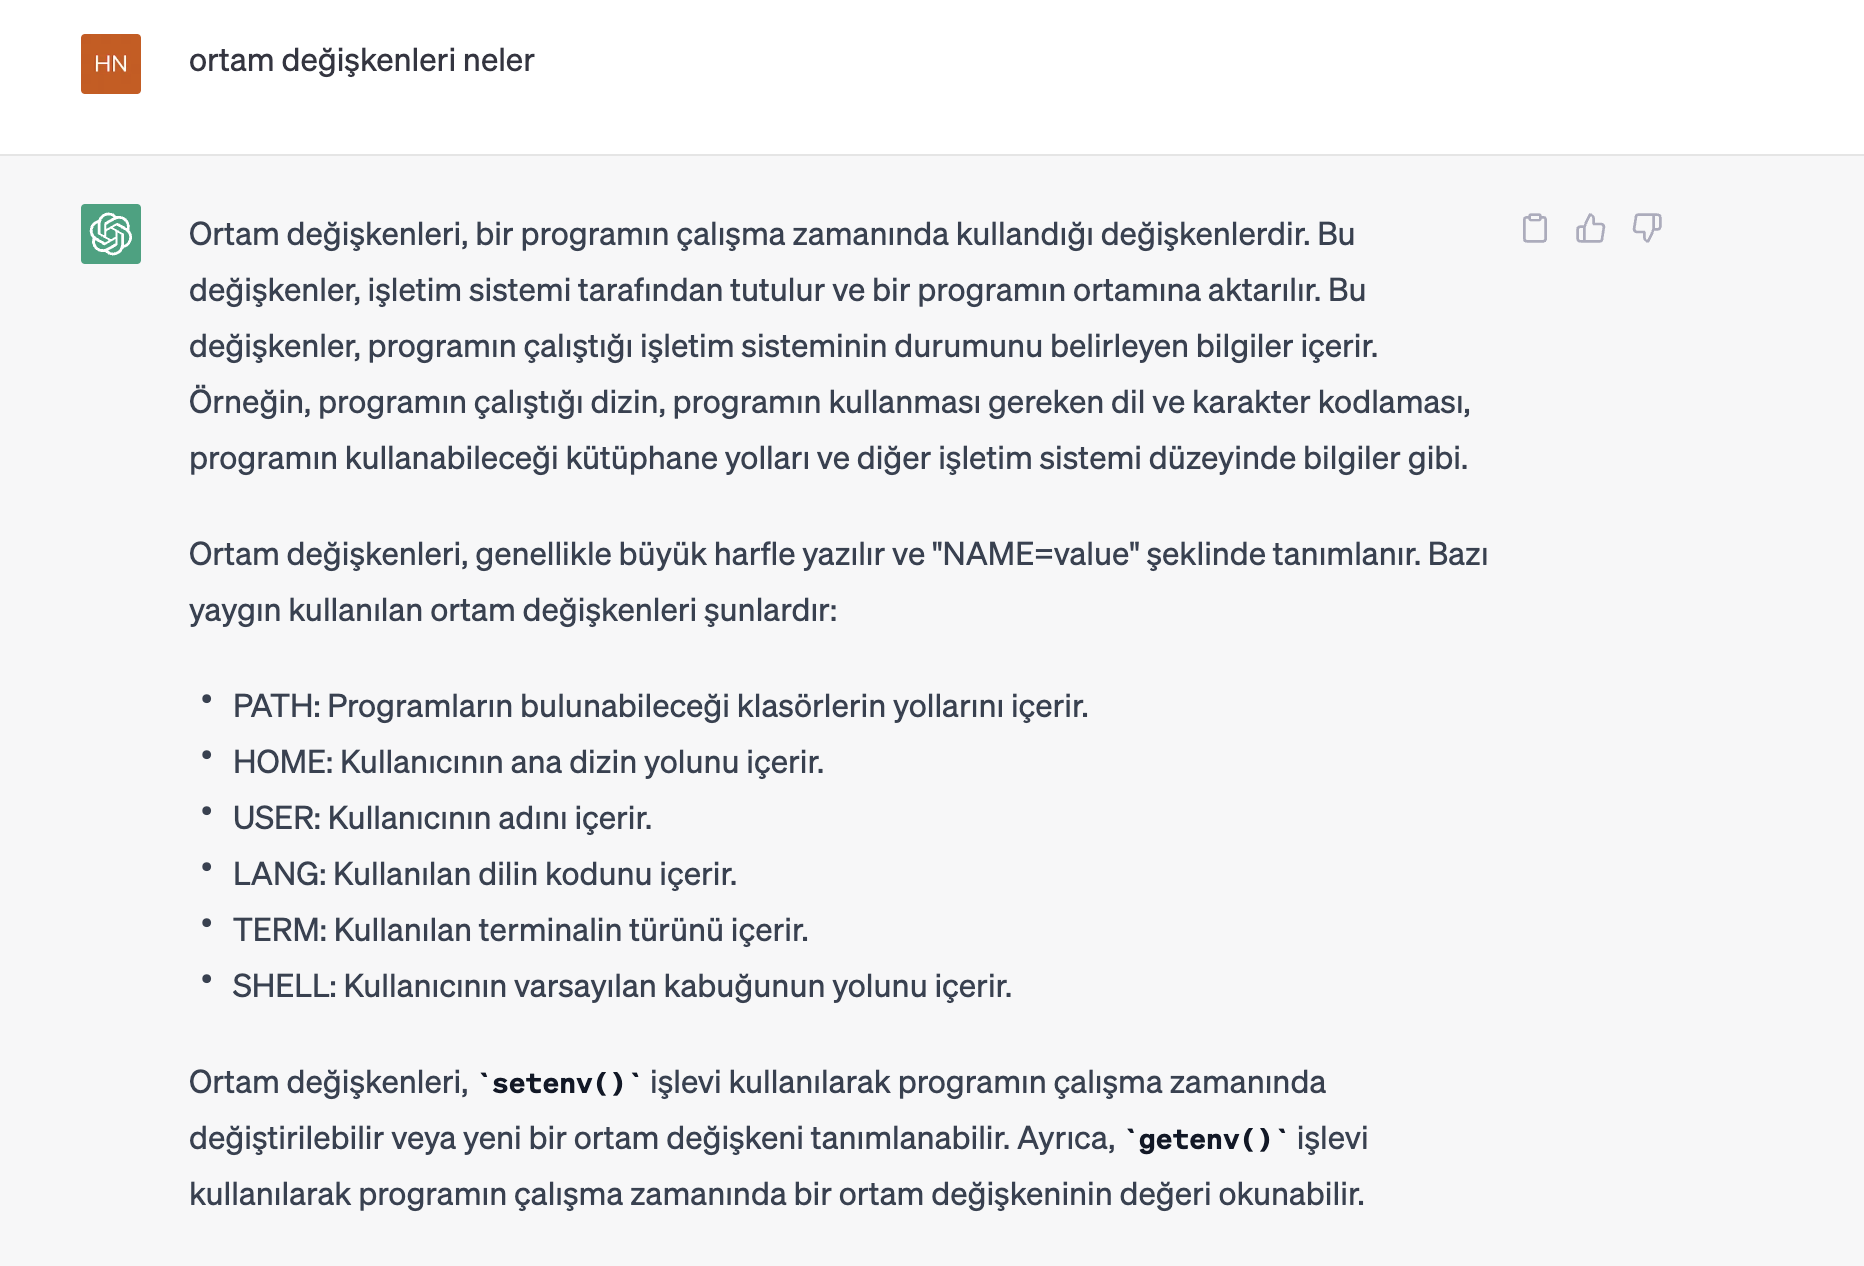 HN
ortam değişkenleri neler
Ortam değişkenleri, bir programın çalışma zamanında kullandığı değişkenlerdir. Bu
değişkenler, işletim sistemi tarafından tutulur ve bir programın ortamına aktarılır. Bu
değişkenler, programın çalıştığı işletim sisteminin durumunu belirleyen bilgiler içerir.
Örneğin, programın çalıştığı dizin, programın kullanması gereken dil ve karakter kodlaması,
programın kullanabileceği kütüphane yolları ve diğer işletim sistemi düzeyinde bilgiler gibi.
Ortam değişkenleri, genellikle büyük harfle yazılır ve "NAME=value" şeklinde tanımlanır. Bazı
yaygın kullanılan ortam değişkenleri şunlardır:
• PATH: Programların bulunabileceği klasörlerin yollarını içerir.
• HOME: Kullanıcının ana dizin yolunu içerir.
• USER: Kullanıcının adını içerir.
• LANG: Kullanılan dilin kodunu içerir.
• TERM: Kullanılan terminalin türünü içerir.
• SHELL: Kullanıcının varsayılan kabuğunun yolunu içerir.
Ortam değişkenleri, `setenv()` işlevi kullanılarak programın çalışma zamanında
değiştirilebilir veya yeni bir ortam değişkeni tanımlanabilir. Ayrıca, `getenv()` işlevi
kullanılarak programın çalışma zamanında bir ortam değişkeninin değeri okunabilir.